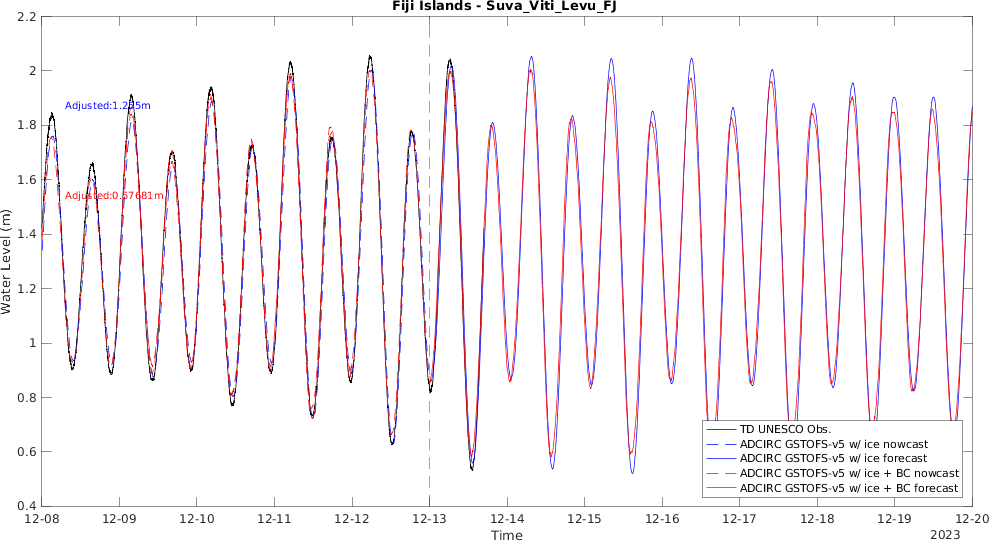 Fiji Islands - Suva_Viti_Levu_FJ
2.2
2
1.8
1.6
1.4
1.2
1
0.8
0.6
0.4
Water Level (m)
Adjusted:1.225m
Adjusted:0.57681m
TD UNESCO Obs.
ADCIRC GSTOFS-v5 w/ ice nowcast
ADCIRC GSTOFS-v5 w/ ice forecast
ADCIRC GSTOFS-v5 w/ ice + BC nowcast
ADCIRC GSTOFS-v5 w/ ice + BC forecast
12-08 12-09 12-10 12-11 12-12 12-13 12-14 12-15 12-16 12-17 12-18 12-19 12-20
Time
2023